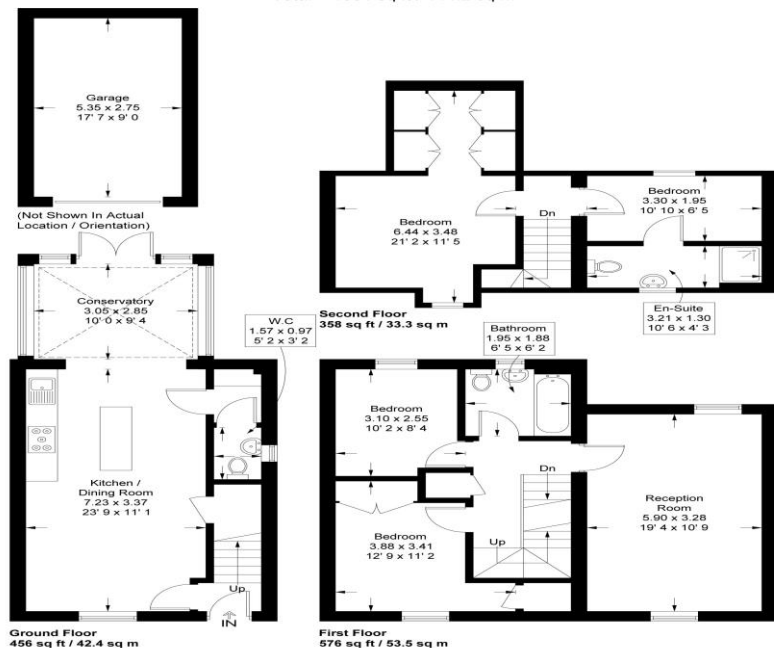 Garage
5.35 x 2.75
17' 7 x 9' 0
(Not Shown In Actual
Location / Orientation)
Conservatory
3.05 x 2.85
10' 0 x 9' 4
W.C
1.57 x 0.97
5' 2 x 3' 2
Kitchen /
Dining Room
7.23 x 3.37
23' 9 x 11' 1
Up
IN
Ground Floor
456 sq ft / 42.4 sq m
Bedroom
6.44 x 3.48
21' 2 x 11' 5
Dn
Bedroom
3.30 x 1.95
10' 10 x 6' 5
En-Suite
3.21 x 1.30
10' 6 x 4' 3
Second Floor
358 sq ft / 33.3 sq m
Bathroom
1.95 x 1.88
6' 5 x 6' 2
Bedroom
3.10 x 2.55
10' 2 x 8' 4
Dn
Up
Bedroom
3.88 x 3.41
12' 9 x 11' 2
Reception
Room
5.90 x 3.28
19' 4 x 10' 9
First Floor
576 sq ft / 53.5 sq m